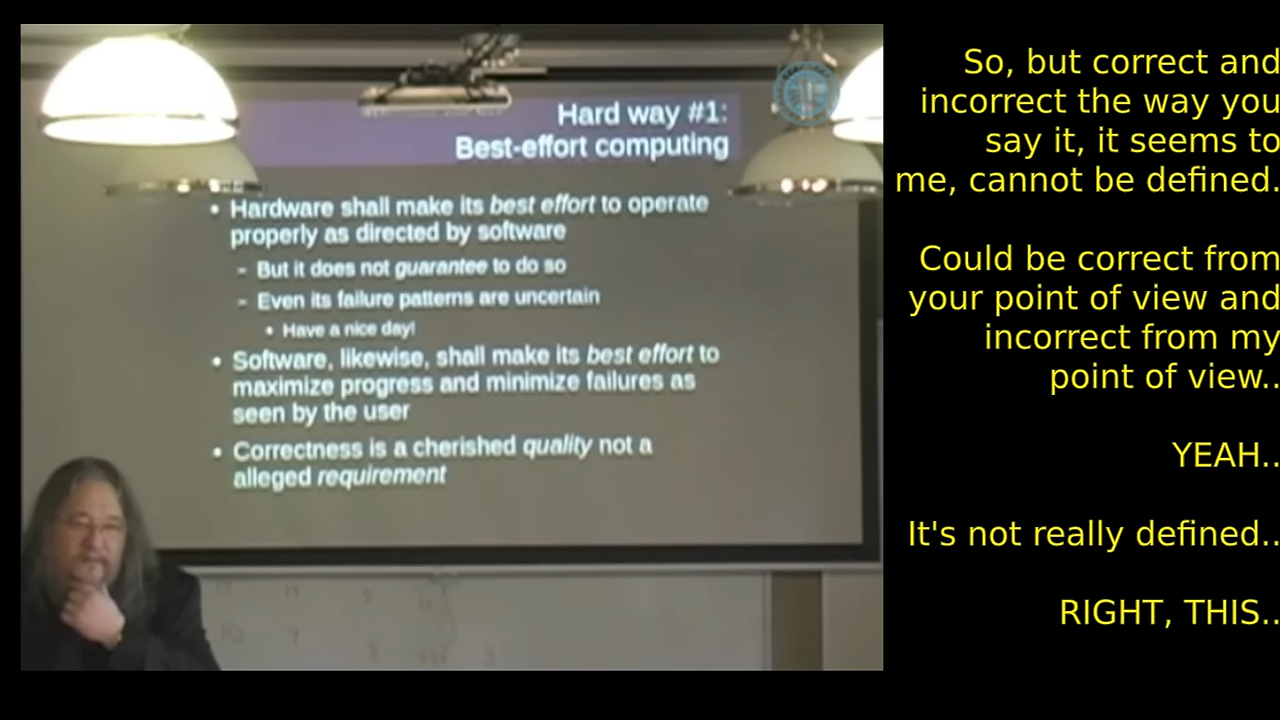 Hard way #1:
Best-effort computing
• Hardware shall make its best effort to operate
properly as directed by software
- But it does not guarantee to do so
- Even its failure patterns are uncertain
• Have a nice day!
• Software, likewise, shall make its best effort to
maximize progress and minimize failures as
seen by the user
• Correctness is a cherished quality not a
alleged requirement
So, but correct and
incorrect the way you
say it, it seems to
me, cannot be defined.
Could be correct from
your point of view and
incorrect from my
point of view..
YEAH..
It's not really defined..
RIGHT, THIS..